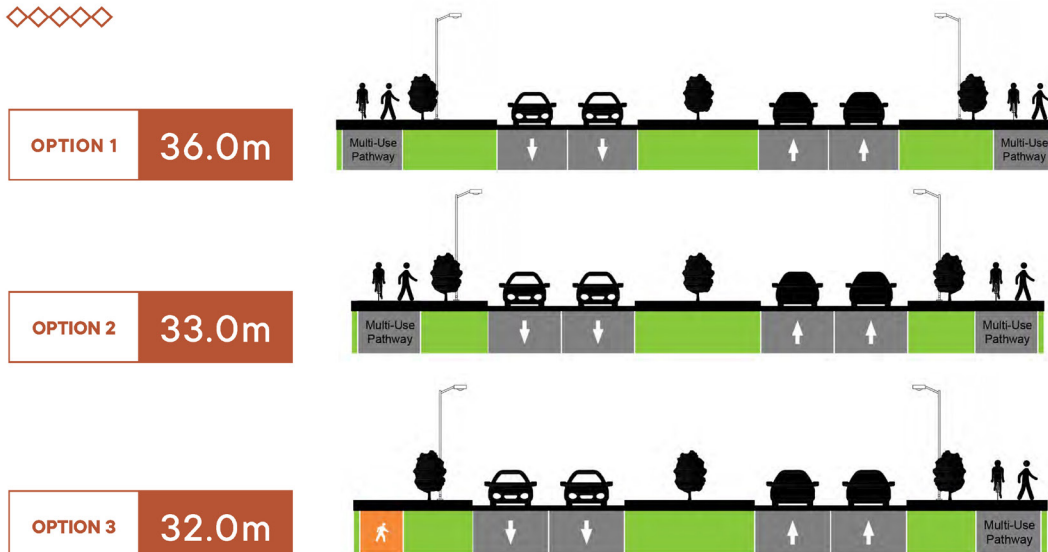 OPTION 1
36.0m
Multi-Use
Pathway
Multi-Use
Pathway
OPTION 2
33.0m
Multi-Use
Pathway
Multi-Use
Pathway
OPTION 3
32.0m
Multi-Use
Pathway